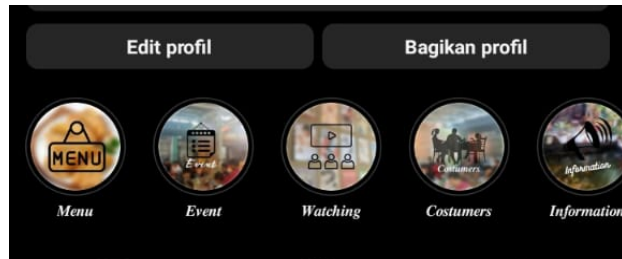 Edit profil
Bagikan profil
MENU
Event
Costumers
Information
Menu
Event
Watching
Costumers
Information